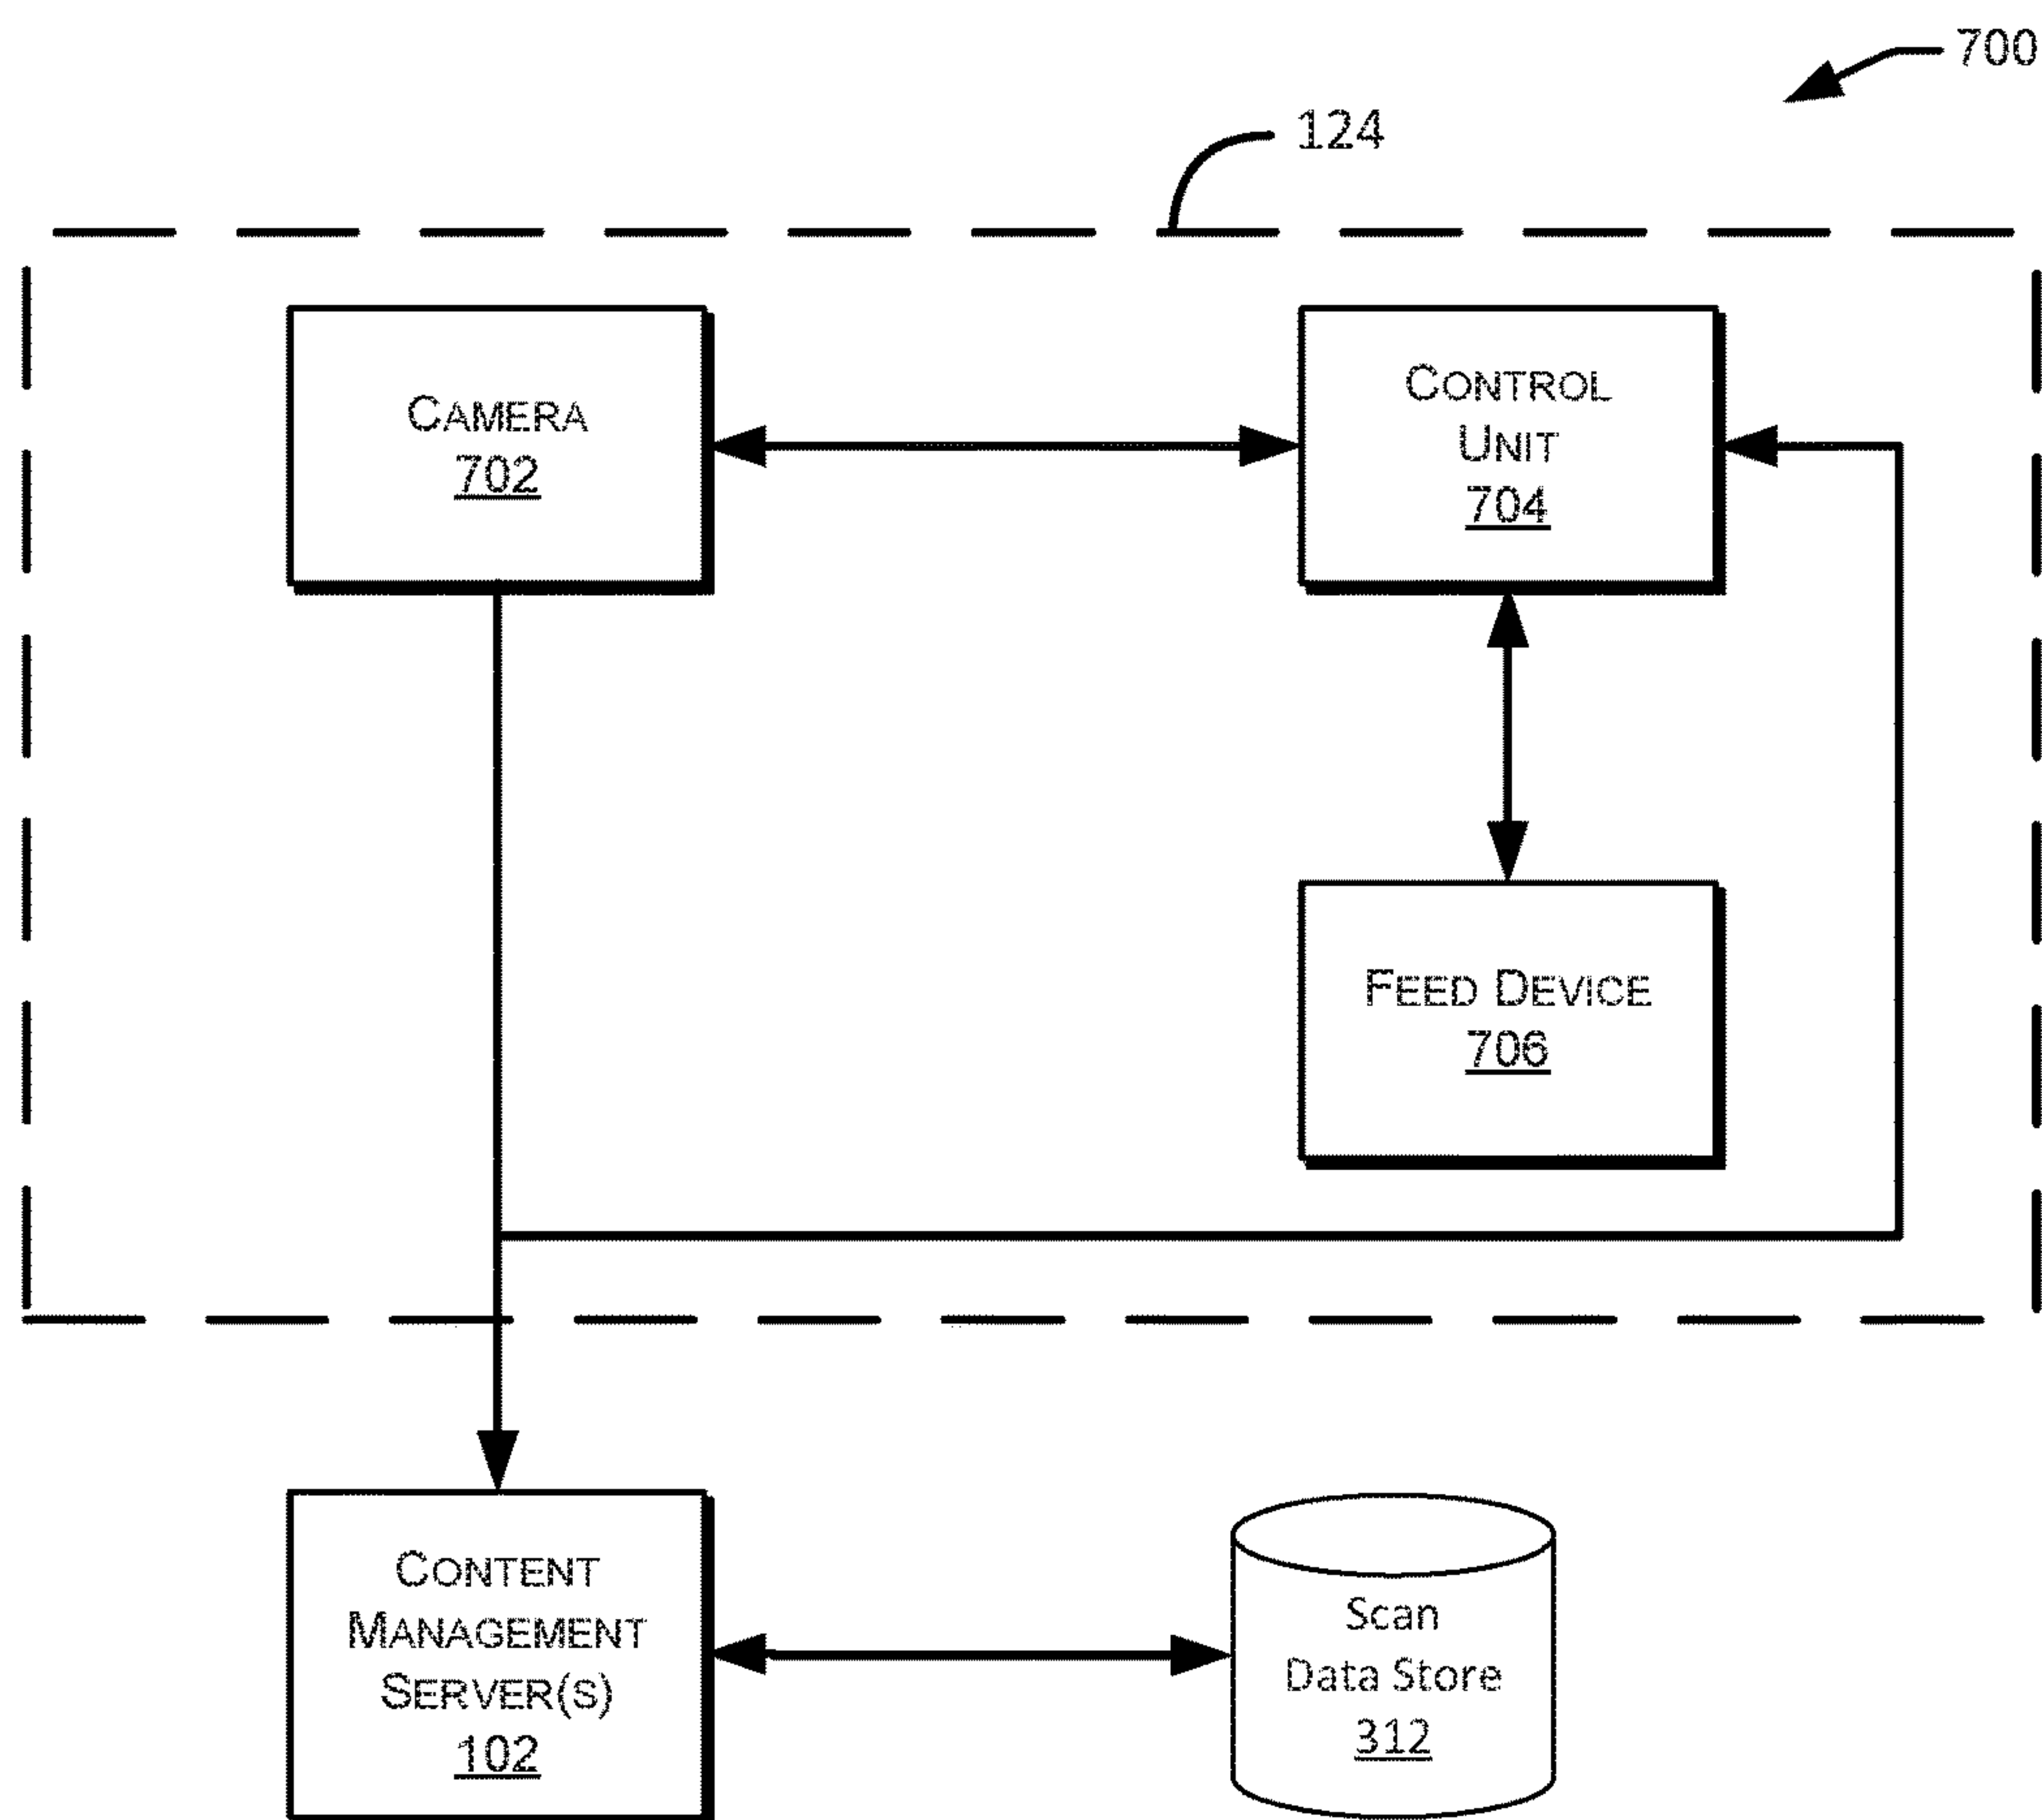 700
124
CAMERA
702
CONTROL
UNIT
704
FEED DEVICE
706
CONTENT
MANAGEMENT
SERVER(S)
102
Scan
Data Store
312